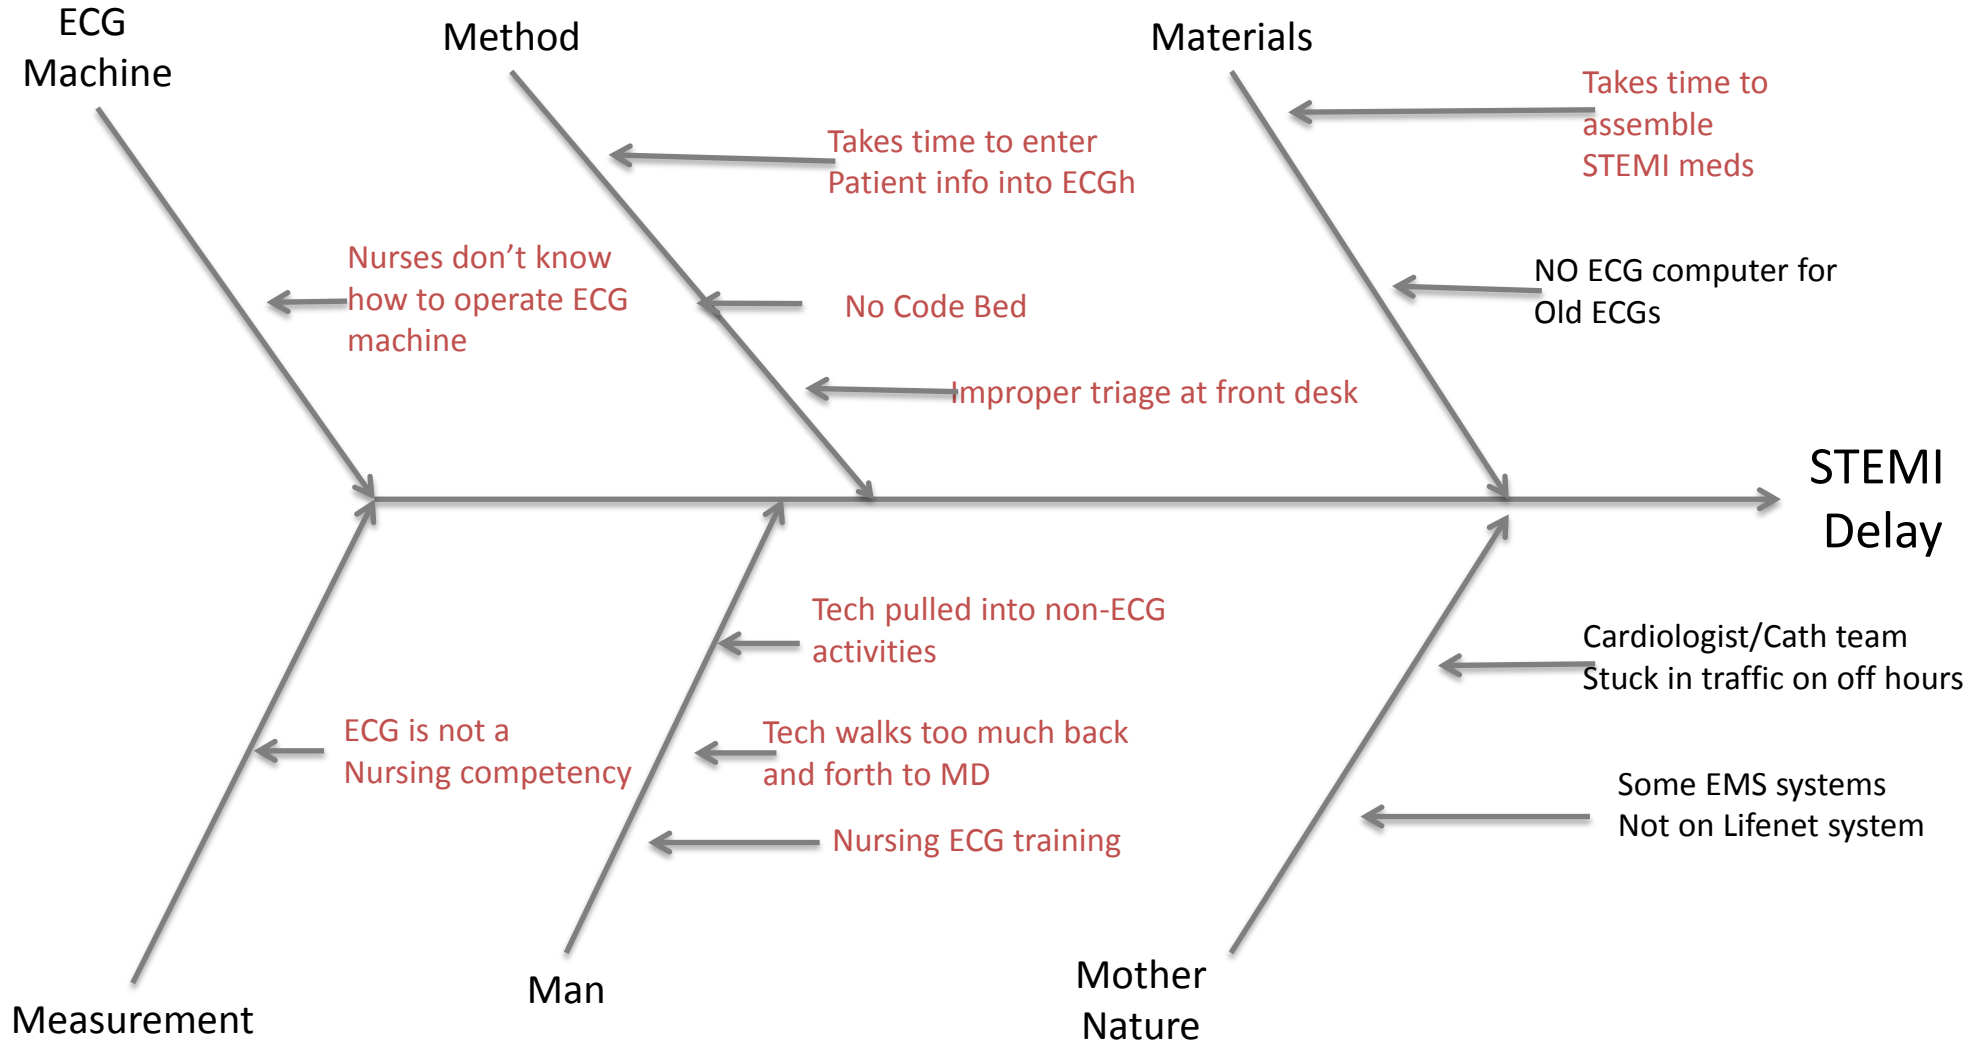 ECG
Machine
Method
Materials
Takes time to
assemble
STEMI meds
Takes time to enter
Patient info into ECGh
Nurses don’t know
how to operate ECG
machine
No Code Bed
NO ECG computer for
Old ECGs
Improper triage at front desk
STEMI
Delay
Tech pulled into non-ECG
activities
Cardiologist/Cath team
Stuck in traffic on off hours
ECG is not a
Nursing competency
Tech walks too much back
and forth to MD
Nursing ECG training
Some EMS systems
Not on Lifenet system
Measurement
Man
Mother
Nature